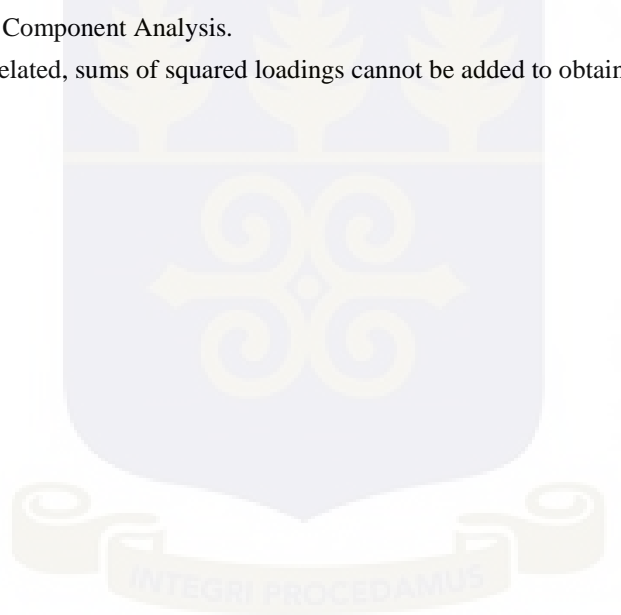 Component Analysis.
elated, sums of squared loadings cannot be added to obtain
INTEGRI PROCEDAMUS